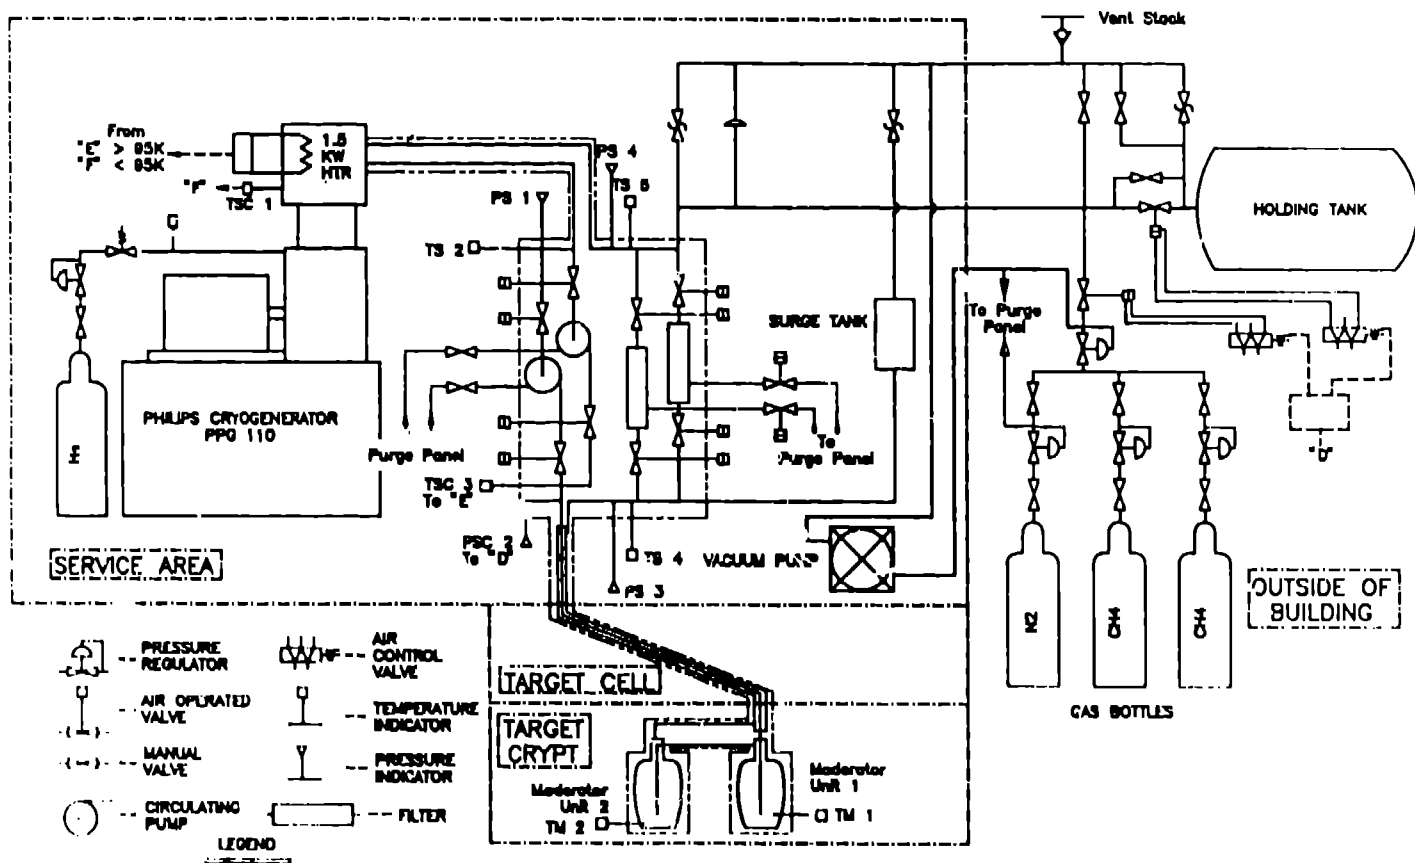 Vent Stack
From
"E" > 95K
"F" < 95K
1.5
KW
HTR
"F"
TSC 1
PS 4
TS 5
PS 1
TS 2
HOLDING TANK
SURGE TANK
To Purge
Panel
PHILIPS CRYOGENERATOR
PPG 110
Purge Panel
To
Purge Panel
TSC 3
To "E"
"D"
PSC 2
To "D"
TS 4
PS 3
VACUUM PUMP
SERVICE AREA
N2
CH4
CH4
OUTSIDE OF
BUILDING
GAS BOTTLES
TARGET CELL
TARGET
CRYPT
Moderator
Unit 1
TM 1
Moderator
Unit 2
TM 2
PRESSURE
REGULATOR
AIR
CONTROL
VALVE
AIR OPERATED
VALVE
TEMPERATURE
INDICATOR
MANUAL
VALVE
PRESSURE
INDICATOR
CIRCULATING
PUMP
FILTER
LEGEND